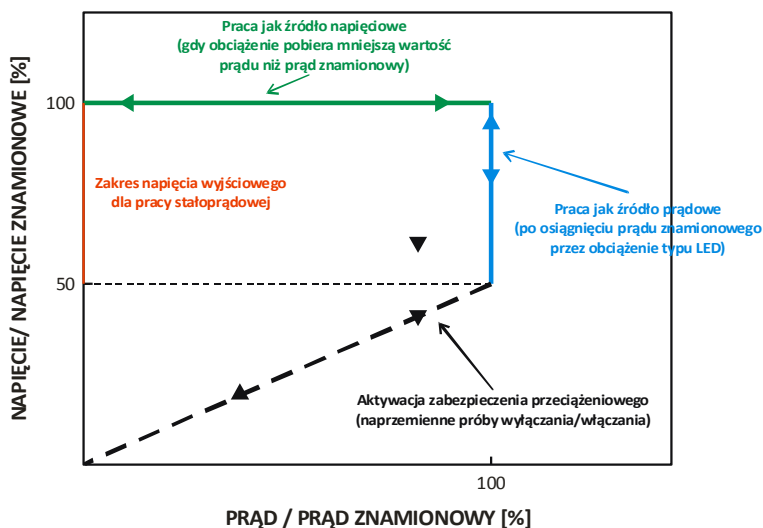 Praca jak źródło napięciowe
(gdy obciążenie pobiera mniejszą wartość
prądu niż prąd znamionowy)
100
Zakres napięcia wyjściowego
dla pracy stałoprądowej
Praca jak źródło prądowe
(po osiągnięciu prądu znamionowego
przez obciążenie typu LED)
50
Aktywacja zabezpieczenia przeciążeniowego
(naprzemienne próby wyłączania/włączania)
100
NAPIĘCIE/ NAPIĘCIE ZNAMIONOWE [%]
PRĄD / PRĄD ZNAMIONOWY [%]